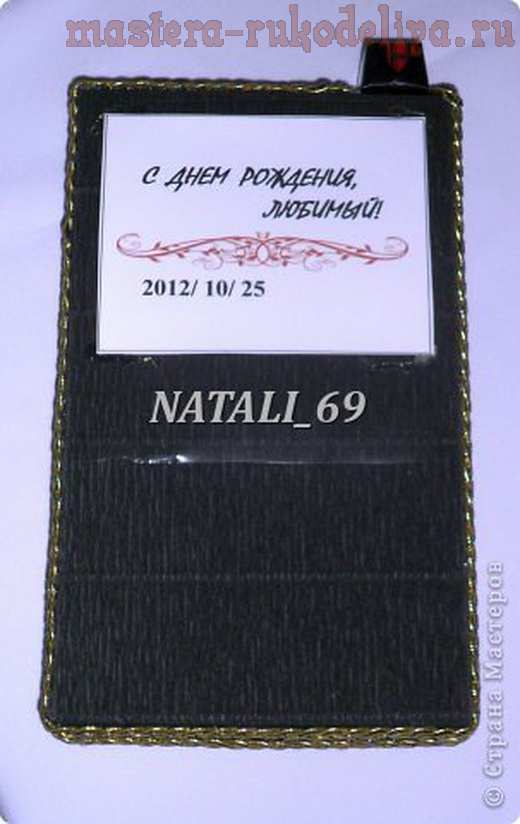 mastera-rukodeliya.ru
С ДНЕМ РОЖДЕНИЯ,
ЛЮБИМЫЙ!
2012/ 10/ 25
NATALI_69
© Страна Мастеров